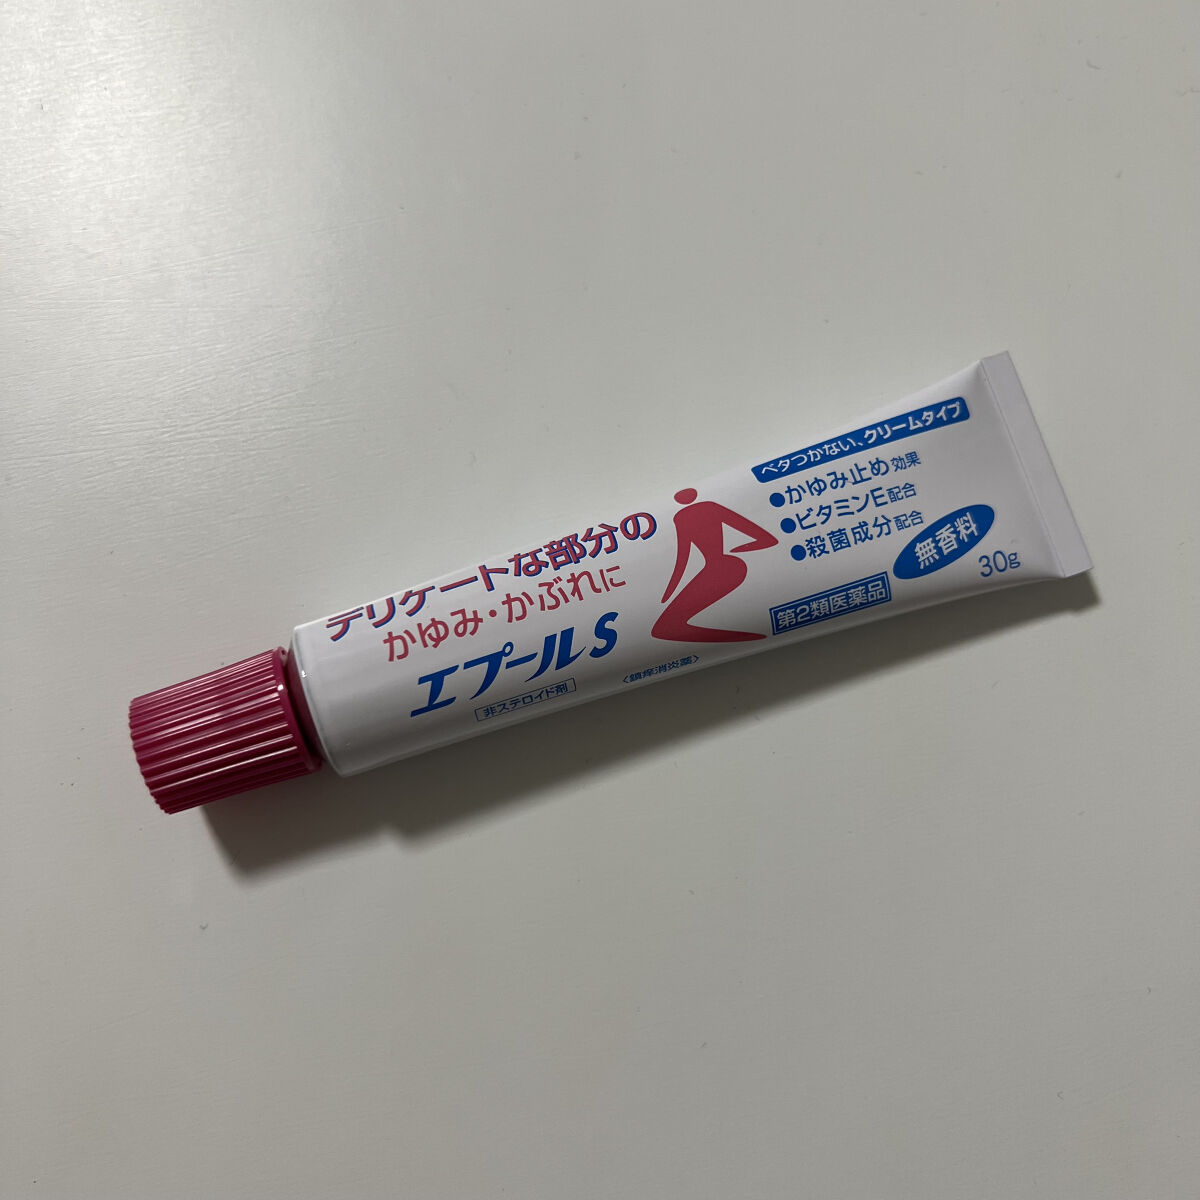 デリケートな部分の
かゆみ・かぶれに
エプールS
非ステロイド剤
〈鎮痒消炎薬〉
ベタつかない、クリームタイプ
●かゆみ止め効果
●ビタミンE配合
●殺菌成分配合
無香料
第2類医薬品
30g